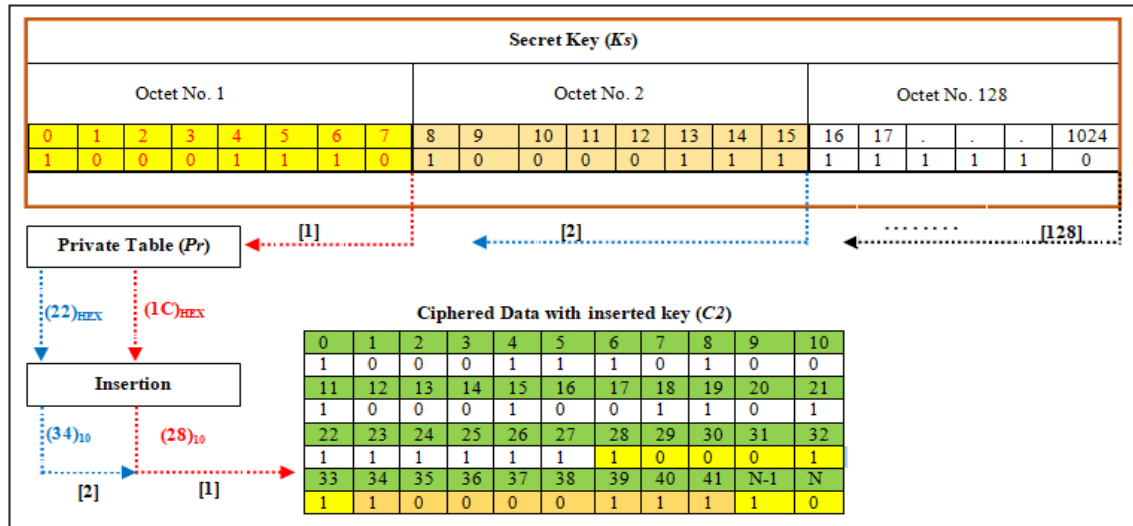 Secret Key (Ks)
Octet No. 1 Octet No. 2 Octet No. 128
0 1 2 3 4 5 6 7 8 9 10 11 12 13 14 15 16 17 . . . 1024
1 0 0 0 1 1 1 0 1 0 0 0 0 1 1 1 1 1 1 1 1 0
[1] [2] ........ [128]
Private Table (Pr)
(22)HEX (1C)HEX
Ciphered Data with inserted key (C2)
0 1 2 3 4 5 6 7 8 9 10
1 0 0 0 1 1 1 0 1 0 0
11 12 13 14 15 16 17 18 19 20 21
1 0 0 0 1 0 0 1 1 0 1
22 23 24 25 26 27 28 29 30 31 32
1 1 1 1 1 1 1 0 0 0 1
33 34 35 36 37 38 39 40 41 N-1 N
1 1 0 0 0 0 1 1 1 1 0
Insertion
(34)10 (28)10
[2] [1]